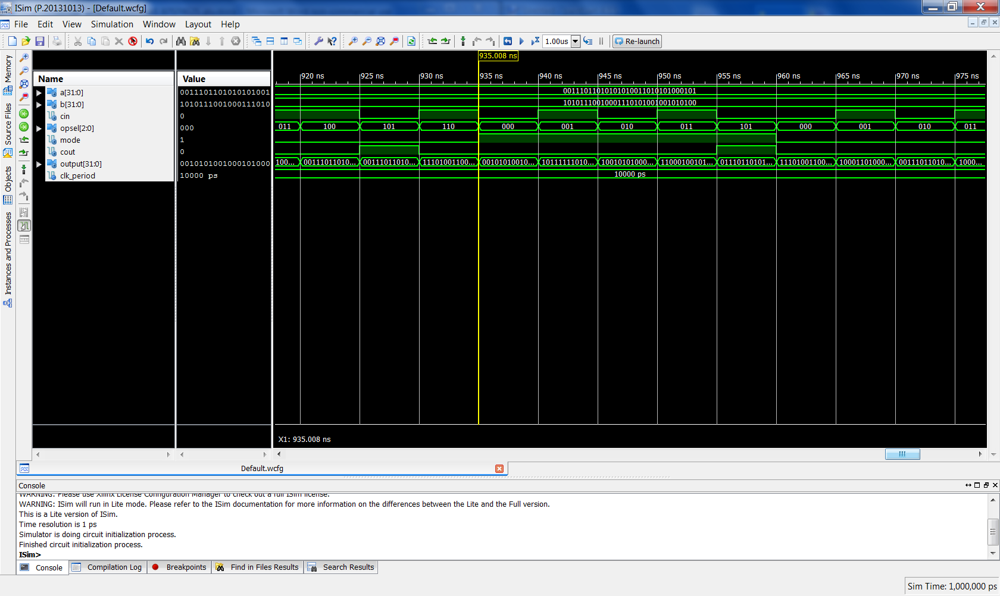 ISim (P.20131013) - [Default.wcfg]
File Edit View Simulation Window Layout Help
1.00us Re-launch
Memory
Source Files
Objects
Instances and Processes
935.008 ns
920 ns 925 ns 930 ns 935 ns 940 ns 945 ns 950 ns 955 ns 960 ns 965 ns 970 ns 975 ns
Name Value
a[31:0] 0011101101010101001 00111011010101010011010101000101
b[31:0] 1010111001000111010 10101110010001110101001001010100
cin 0
opsel[2:0] 000 011 100 101 110 000 001 010 011 101 000 001 010 011
mode 1
cout 0
output[31:0] 0010101001000101000 100... 00111011010... 00111011010... 11101001100... 00101010010... 10111111010... 10010101000... 11000100101... 01110110101... 11101001100... 10001101000... 00111011010... 1000...
clk_period 10000 ps 10000 ps
X1: 935.008 ns
Default.wcfg
Console
WARNING: Please use Xilinx License Configuration Manager to check out a full ISim license.
WARNING: ISim will run in Lite mode. Please refer to the ISim documentation for more information on the differences between the Lite and the Full version.
This is a Lite version of ISim.
Time resolution is 1 ps
Simulator is doing circuit initialization process.
Finished circuit initialization process.
ISim>
Console Compilation Log Breakpoints Find in Files Results Search Results
Sim Time: 1,000,000 ps